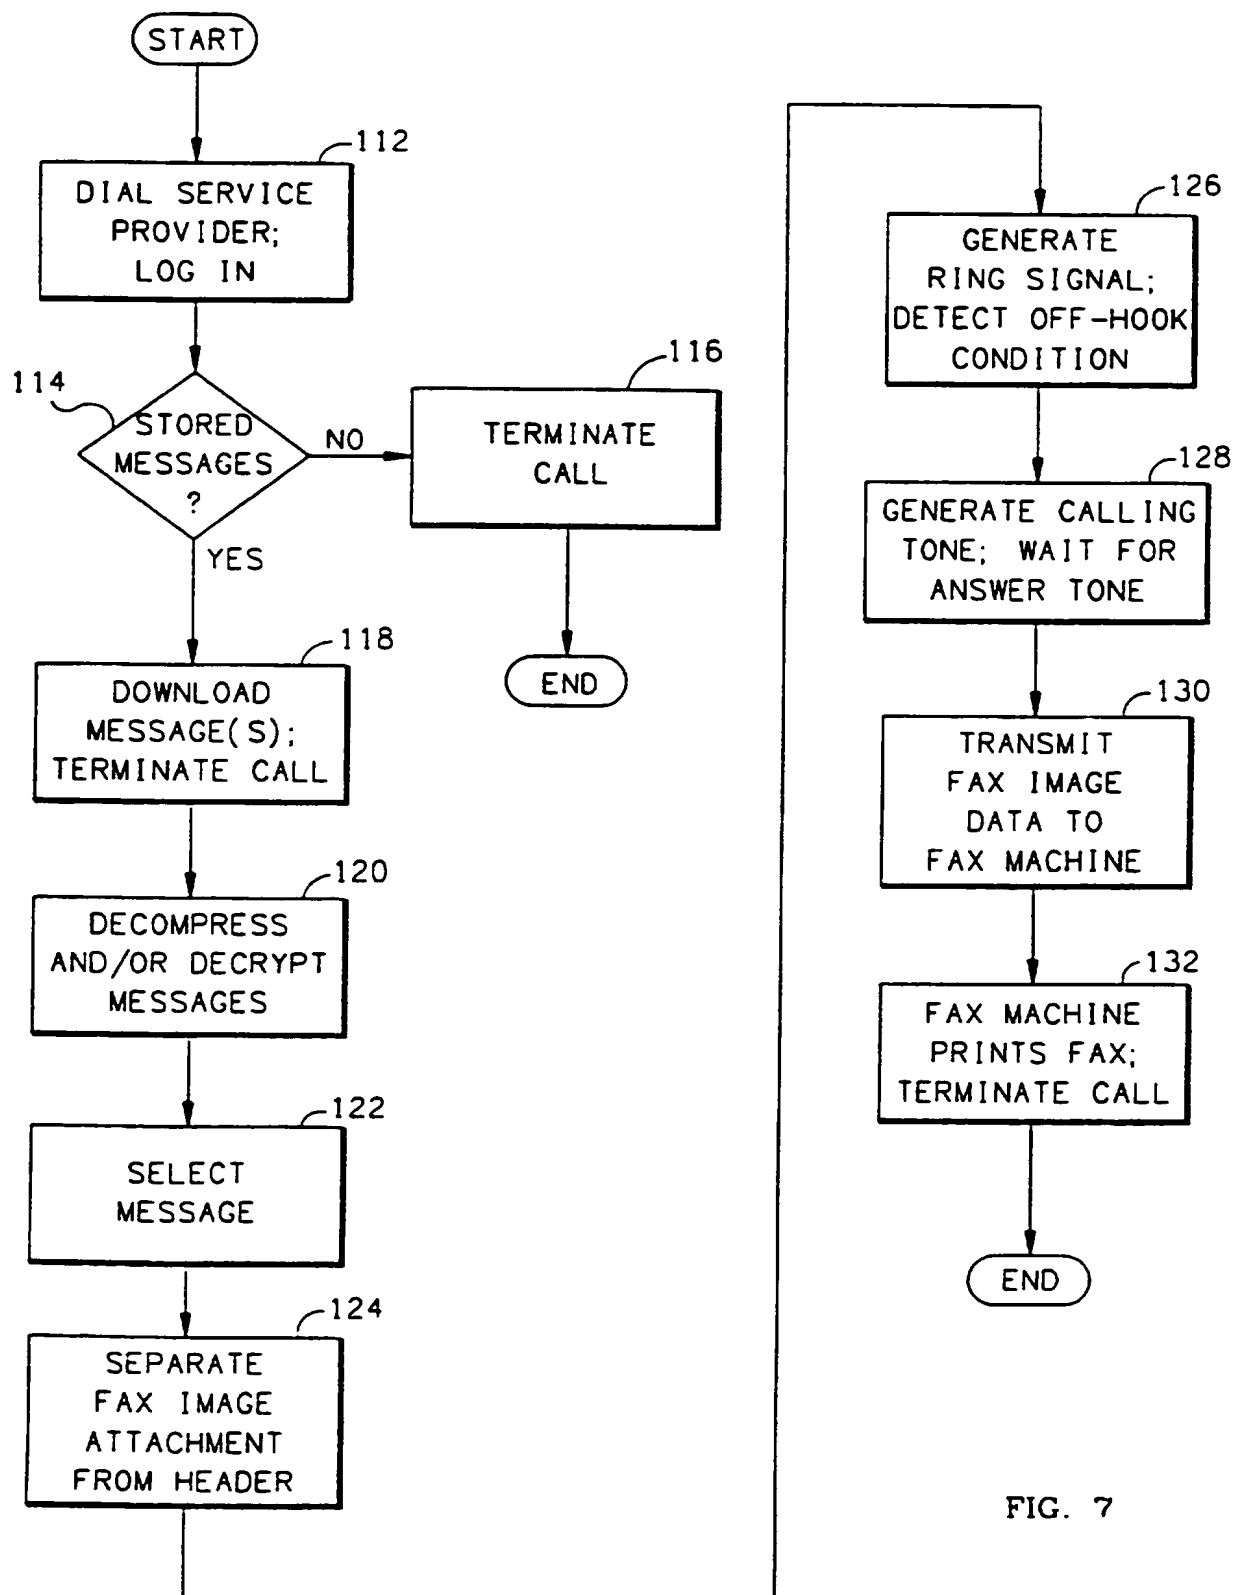 START
112
DIAL SERVICE
PROVIDER;
LOG IN
114
STORED
MESSAGES
?
NO
YES
116
TERMINATE
CALL
END
118
DOWNLOAD
MESSAGE(S);
TERMINATE CALL
120
DECOMPRESS
AND/OR DECRYPT
MESSAGES
122
SELECT
MESSAGE
124
SEPARATE
FAX IMAGE
ATTACHMENT
FROM HEADER
126
GENERATE
RING SIGNAL;
DETECT OFF-HOOK
CONDITION
128
GENERATE CALLING
TONE; WAIT FOR
ANSWER TONE
130
TRANSMIT
FAX IMAGE
DATA TO
FAX MACHINE
132
FAX MACHINE
PRINTS FAX;
TERMINATE CALL
END
FIG. 7